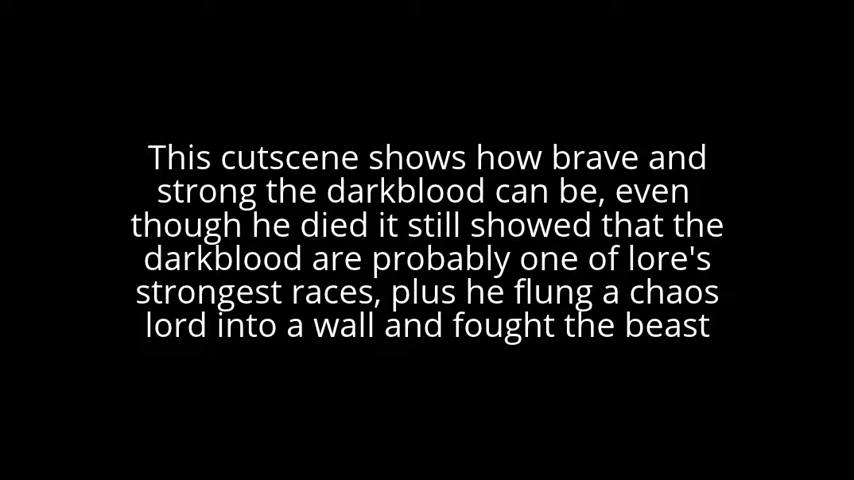 This cutscene shows how brave and
strong the darkblood can be, even
though he died it still showed that the
darkblood are probably one of lore's
strongest races, plus he flung a chaos
lord into a wall and fought the beast